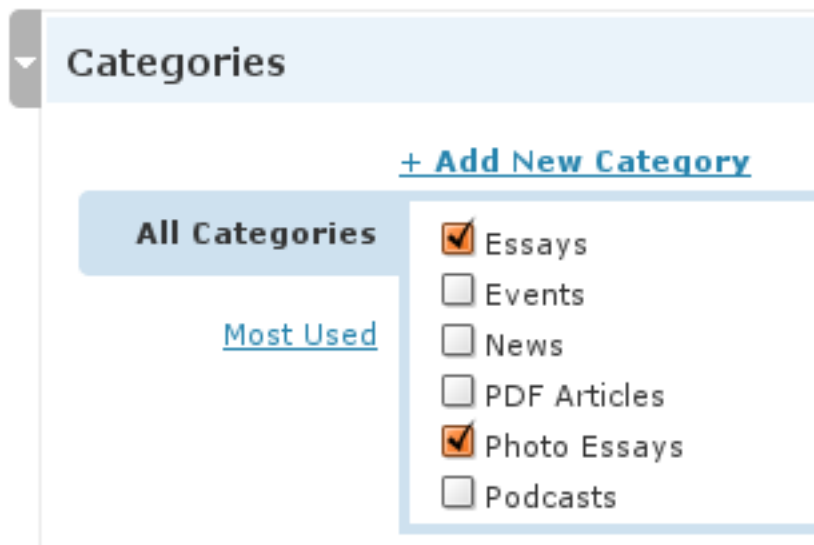 Categories
+ Add New Category
All Categories
Most Used
Essays
Events
News
PDF Articles
Photo Essays
Podcasts